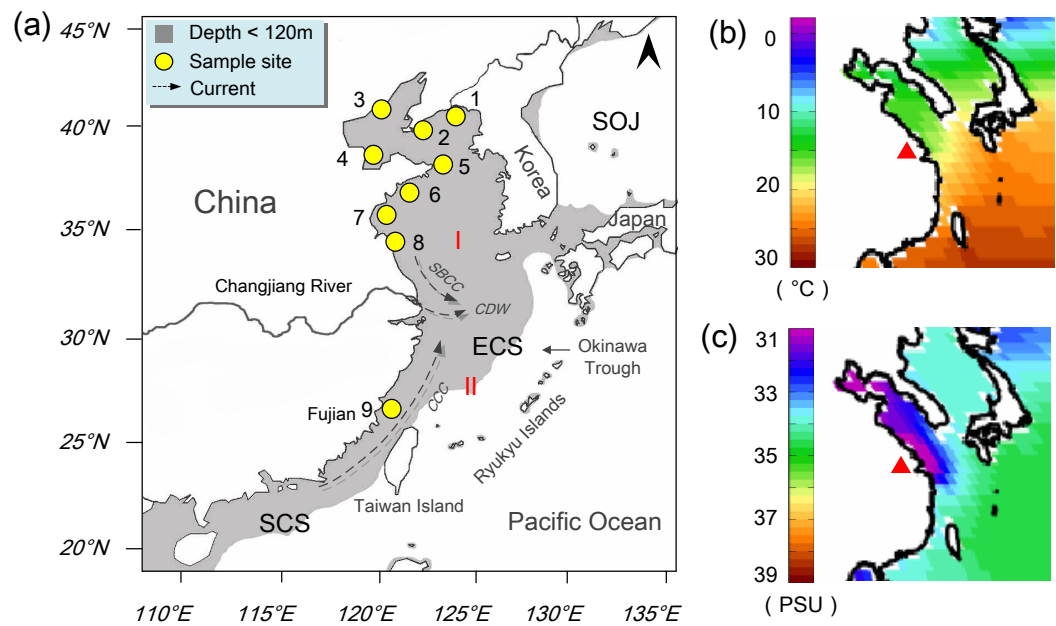 (a)
45°N
40°N
35°N
30°N
25°N
20°N
Depth < 120m
Sample site
Current
3
1
2
4
5
6
7
8
SOJ
Korea
China
Japan
I
SBCC
Changjiang River
CDW
ECS
Okinawa
Trough
II
CCC
Fujian
9
Ryukyu Islands
Taiwan Island
SCS
Pacific Ocean
110°E
115°E
120°E
125°E
130°E
135°E
(b)
0
10
20
30
( °C )
(c)
31
33
35
37
39
( PSU )